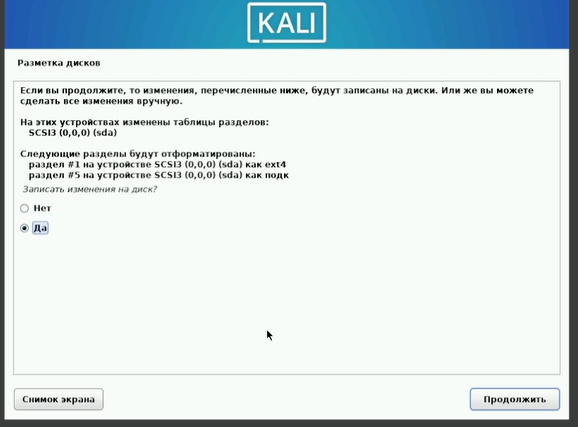 KALI
Разметка дисков
Если вы продолжите, то изменения, перечисленные ниже, будут записаны на диски. Или же вы можете
сделать все изменения вручную.
На этих устройствах изменены таблицы разделов:
SCSI3 (0,0,0) (sda)
Следующие разделы будут отформатированы:
раздел #1 на устройстве SCSI3 (0,0,0) (sda) как ext4
раздел #5 на устройстве SCSI3 (0,0,0) (sda) как подк
Записать изменения на диск?
Нет
Да
Снимок экрана
Продолжить